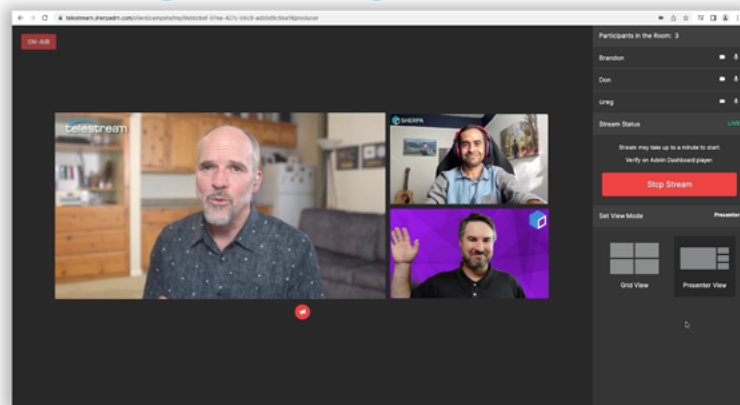 ON-AIR
telestream
SHERPA
Participants in the Room: 3
Brandon
Don
Greg
Stream Status
LIVE
Stream may take up to a minute to start.
Verify on Admin Dashboard player.
Stop Stream
Set View Mode
Presenter
Grid View
Presenter View